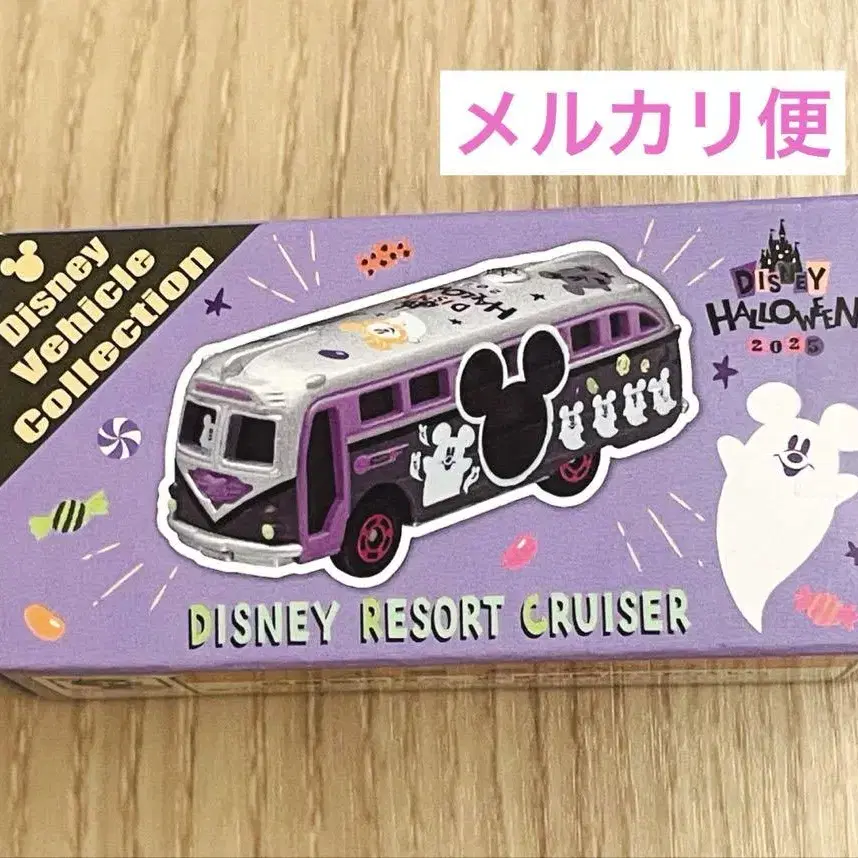 メルカリ便
Disney
Vehicle
Collection
DISNEY
HALLOWEEN
2025
DISNEY RESORT CRUISER